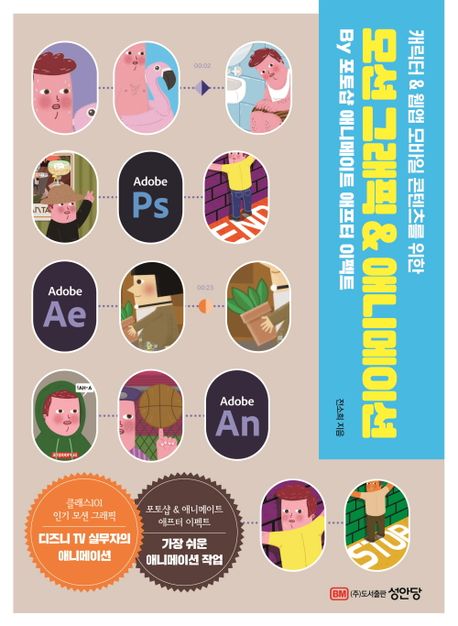 캐릭터 & 웹앱 모바일 콘텐츠를 위한
모션 그래픽 & 애니메이션
By 포토샵 애니메이트 애프터 이펙트
전소희 지음
00:02
Adobe
Ps
END
Adobe
Ae
00:23
AH-A
Adobe
An
클래스101
인기 모션 그래픽
디즈니 TV 실무자의
애니메이션
포토샵 & 애니메이트
애프터 이펙트
가장 쉬운
애니메이션 작업
STOP
BM (주)도서출판 성안당